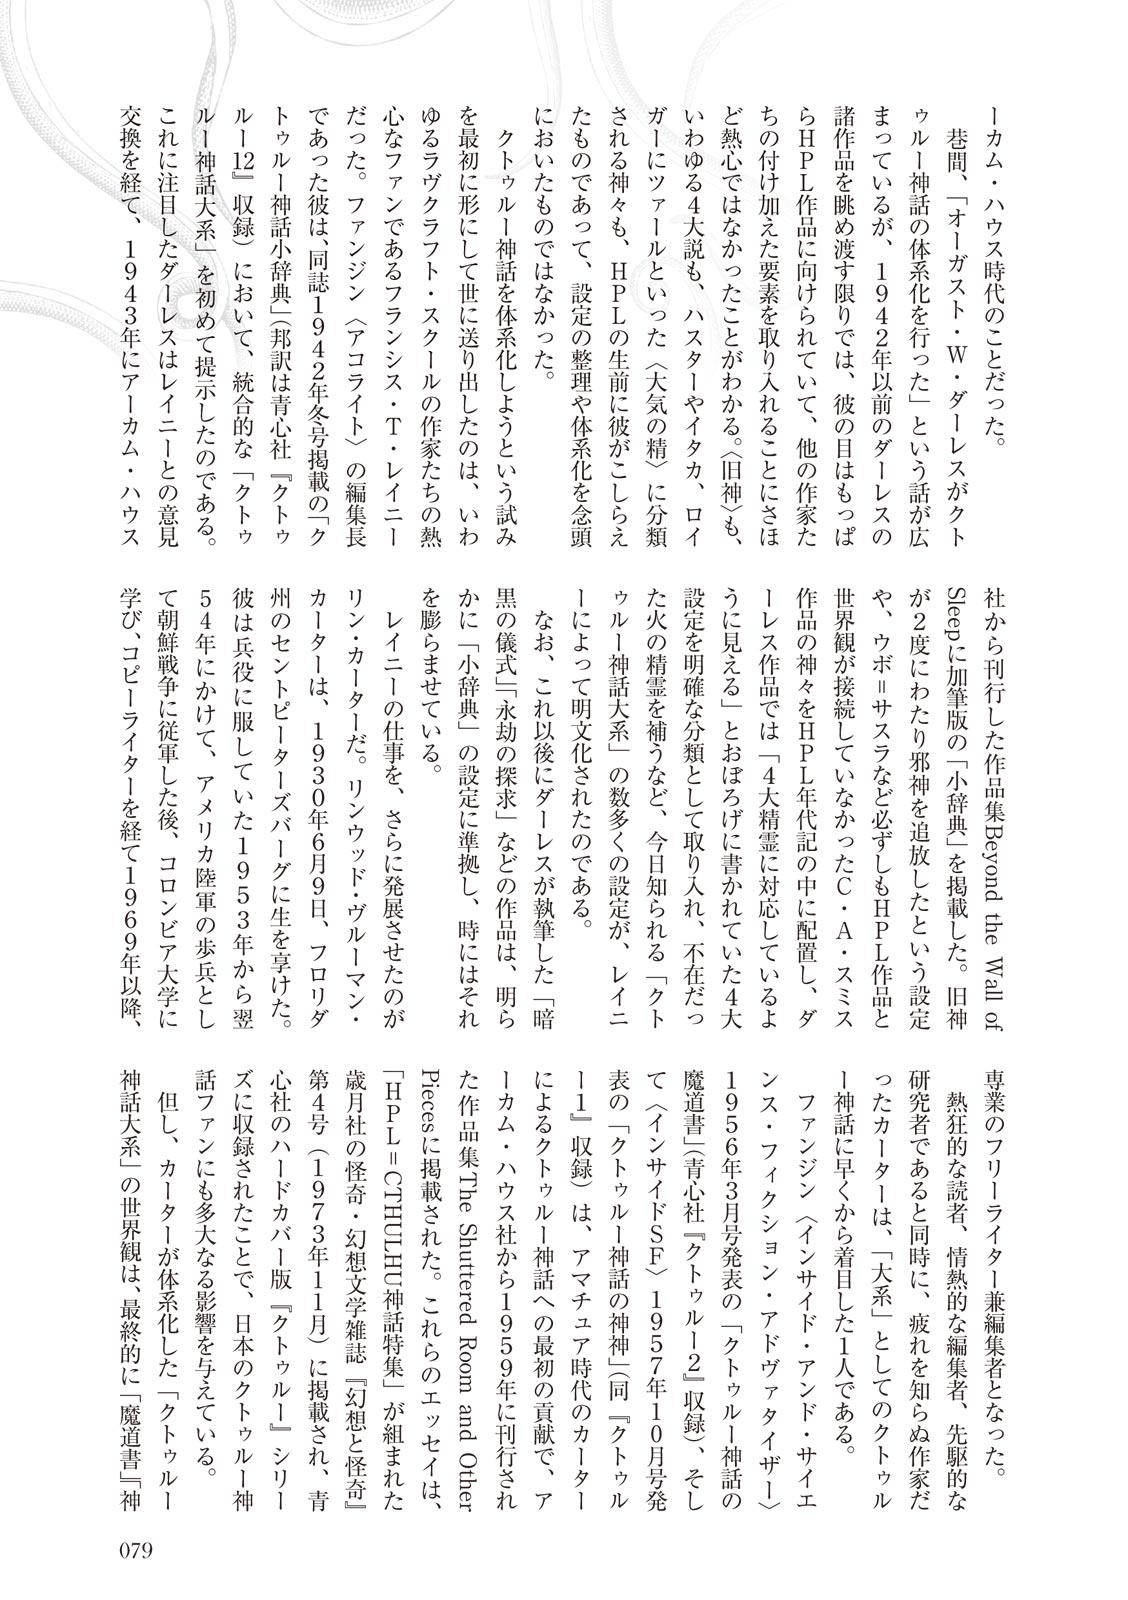 ーカム・ハウス時代のことだった。
　巷間、「オーガスト・W・ダーレスがクト
ゥルー神話の体系化を行った」という話が広
まっているが、1942年以前のダーレスの
諸作品を眺め渡す限りでは、彼の目はもっぱ
らHPL作品に向けられていて、他の作家た
ちの付け加えた要素を取り入れることにさほ
ど熱心ではなかったことがわかる。〈旧神〉も、
いわゆる4大説も、ハスターやイタカ、ロイ
ガーにツァールといった〈大気の精〉に分類
される神々も、HPLの生前に彼がこしらえ
たものであって、設定の整理や体系化を念頭
においたものではなかった。
　クトゥルー神話を体系化しようという試み
を最初に形にして世に送り出したのは、いわ
ゆるラヴクラフト・スクールの作家たちの熱
心なファンであるフランシス・T・レイニー
だった。ファンジン〈アコライト〉の編集長
であった彼は、同誌1942年冬号掲載の「ク
トゥルー神話小辞典」（邦訳は青心社『クトゥ
ルー12』収録）において、統合的な「クトゥ
ルー神話大系」を初めて提示したのである。
これに注目したダーレスはレイニーとの意見
交換を経て、1943年にアーカム・ハウス
社から刊行した作品集Beyond the Wall of
Sleepに加筆版の「小辞典」を掲載した。旧神
が2度にわたり邪神を追放したという設定
や、ウボ＝サスラなど必ずしもHPL作品と
世界観が接続していなかったC・A・スミス
作品の神々をHPL年代記の中に配置し、ダ
ーレス作品では「4大精霊に対応しているよ
うに見える」とおぼろげに書かれていた4大
設定を明確な分類として取り入れ、不在だっ
た火の精霊を補うなど、今日知られる「クト
ゥルー神話大系」の数多くの設定が、レイニ
ーによって明文化されたのである。
　なお、これ以後にダーレスが執筆した「暗
黒の儀式」「永劫の探求」などの作品は、明ら
かに「小辞典」の設定に準拠し、時にはそれ
を膨らませている。
　レイニーの仕事を、さらに発展させたのが
リン・カーターだ。リンウッド・ヴルーマン・
カーターは、1930年6月9日、フロリダ
州のセントピーターズバーグに生を享けた。
彼は兵役に服していた1953年から翌
54年にかけて、アメリカ陸軍の歩兵とし
て朝鮮戦争に従軍した後、コロンビア大学に
学び、コピーライターを経て1969年以降、
専業のフリーライター兼編集者となった。
　熱狂的な読者、情熱的な編集者、先駆的な
研究者であると同時に、疲れを知らぬ作家だ
ったカーターは、「大系」としてのクトゥル
ー神話に早くから着目した1人である。
　ファンジン〈インサイド・アンド・サイエ
ンス・フィクション・アドヴァタイザー〉
1956年3月号発表の「クトゥルー神話の
魔道書」（青心社『クトゥルー2』収録）、そし
て〈インサイドSF〉1957年10月号発
表の「クトゥルー神話の神神」（同『クトゥル
ー1』収録）は、アマチュア時代のカーター
によるクトゥルー神話への最初の貢献で、ア
ーカム・ハウス社から1959年に刊行され
た作品集The Shuttered Room and Other
Piecesに掲載された。これらのエッセイは、
「HPL＝CTHULHU神話特集」が組まれた
歳月社の怪奇・幻想文学雑誌『幻想と怪奇』
第4号（1973年11月）に掲載され、青
心社のハードカバー版『クトゥルー』シリー
ズに収録されたことで、日本のクトゥルー神
話ファンにも多大なる影響を与えている。
　但し、カーターが体系化した「クトゥルー
神話大系」の世界観は、最終的に「魔道書」『神
079